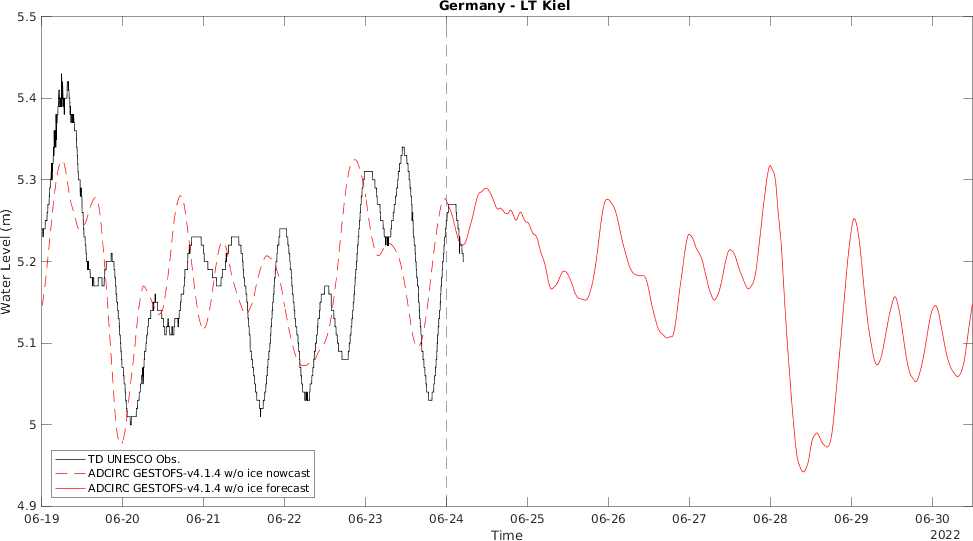 Germany - LT Kiel
Water Level (m)
5.5
5.4
5.3
5.2
5.1
5
4.9
TD UNESCO Obs.
ADCIRC GESTOFS-v4.1.4 w/o ice nowcast
ADCIRC GESTOFS-v4.1.4 w/o ice forecast
06-19 06-20 06-21 06-22 06-23 06-24 06-25 06-26 06-27 06-28 06-29 06-30
Time
2022